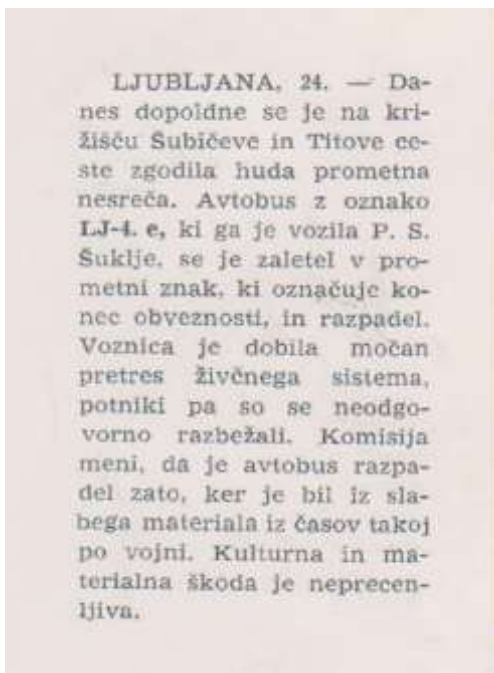 LJUBLJANA, 24. — Da-
nes dopoldne se je na kri-
žišču Šubičeve in Titove ce-
ste zgodila huda prometna
nesreča. Avtobus z oznako
LJ-4. e, ki ga je vozila P. S.
Šuklje, se je zaletel v pro-
metni znak, ki označuje ko-
nec obveznosti, in razpadel.
Voznica je dobila močan
pretres živčnega sistema,
potniki pa so se neodgo-
vorno razbežali. Komisija
meni, da je avtobus razpa-
del zato, ker je bil iz sla-
bega materiala iz časov takoj
po vojni. Kulturna in ma-
terialna škoda je neprecen-
ljiva.